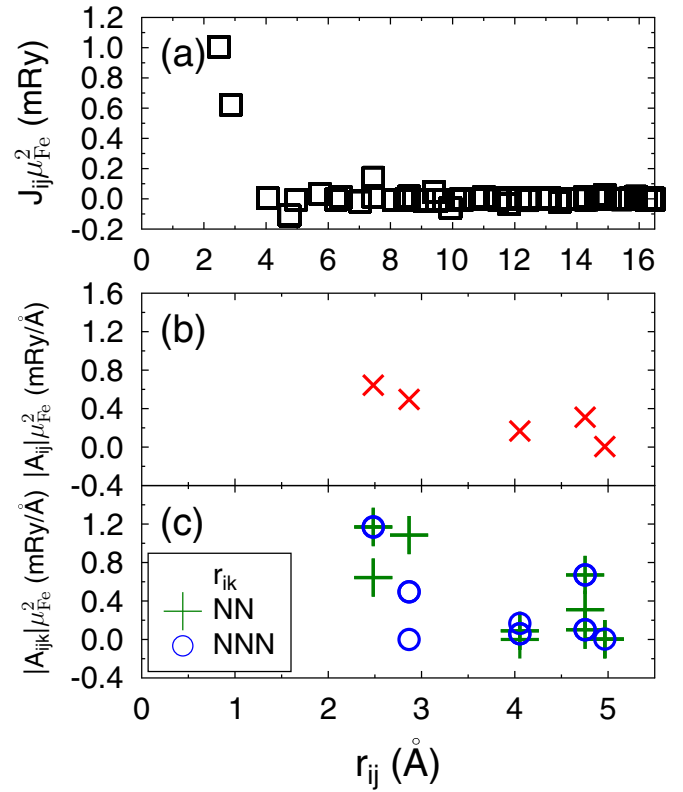 (a)
J_ij μ²_Fe (mRy)
1.2
1.0
0.8
0.6
0.4
0.2
0.0
-0.2
0 2 4 6 8 10 12 14 16
(b)
|A_ij|μ²_Fe (mRy/Å)
1.6
1.2
0.8
0.4
0.0
-0.4
(c)
|A_ijk|μ²_Fe (mRy/Å)
1.2
0.8
0.4
0.0
-0.4
r_ik
NN
NNN
0 1 2 3 4 5
r_ij (Å)